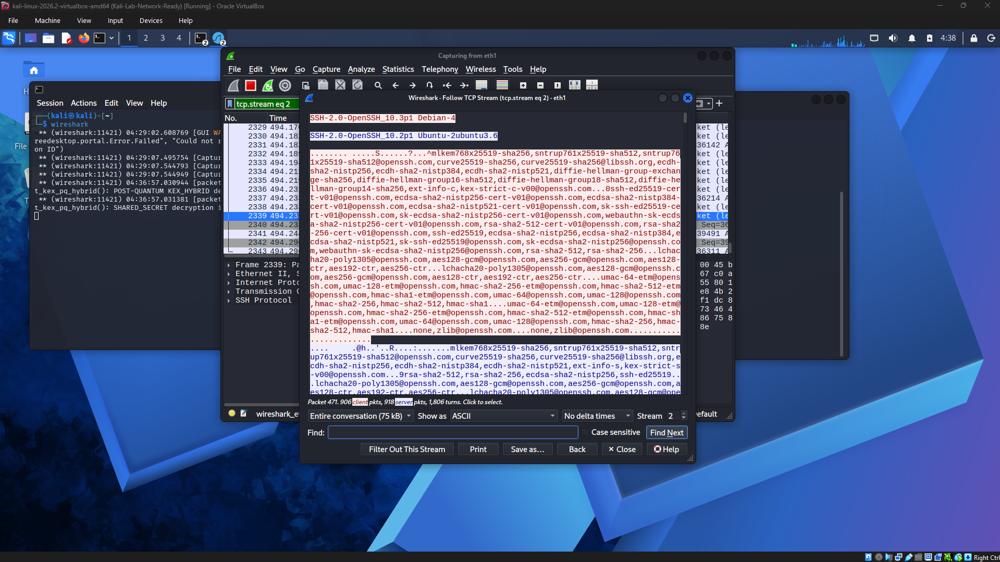 kali-linux-2026.2-virtualbox-amd64 (Kali-Lab-Network-Ready) [Running] - Oracle VirtualBox
File Machine View Input Devices Help
1 2 3 4 2 2 4:38
Capturing from eth1
File Edit View Go Capture Analyze Statistics Telephony Wireless Tools Help
tcp.stream eq 2
No. Time
2329 494.17
2330 494.18
2331 494.18
2332 494.18
2333 494.19
2334 494.21
2335 494.21
2336 494.23
2337 494.23
2338 494.23
2339 494.23
2340 494.23
2341 494.24
2342 494.29
2343 494.29
ket (le
ket (le
36142 A
ket (le
ket (le
ket (le
ket (le
ket (le
36214 A
ket (le
ket (le
Seq=36
39491 A
Seq=39
36311 A
Frame 2339: Pa
Ethernet II, S
Internet Proto
Transmission C
SSH Protocol
00 45 b
67 c0 a
55 80 1
e8 4b 2
f1 dc 8
73 46 4
86 75 8
8e
wireshark_e
efault
Session Actions Edit View Help
┌──(kali㉿kali)-[~]
└─$ wireshark
** (wireshark:11421) 04:29:02.608769 [GUI WA
reedesktop.portal.Error.Failed", "Could not r
on ID")
** (wireshark:11421) 04:29:07.495754 [Captur
** (wireshark:11421) 04:29:07.544793 [Captur
** (wireshark:11421) 04:29:07.544949 [Captur
** (wireshark:11421) 04:36:57.030944 [packet
t_kex_pq_hybrid(): POST-QUANTUM KEX_HYBRID de
** (wireshark:11421) 04:36:57.031381 [packet
t_kex_pq_hybrid(): SHARED_SECRET decryption i
H
File
T
Wireshark · Follow TCP Stream (tcp.stream eq 2) · eth1
SSH-2.0-OpenSSH_10.3p1 Debian-4
SSH-2.0-OpenSSH_10.2p1 Ubuntu-2ubuntu3.6
........ .....S......?...^mlkem768x25519-sha256,sntrup761x25519-sha512,sntrup76
1x25519-sha512@openssh.com,curve25519-sha256,curve25519-sha256@libssh.org,ecdh-
sha2-nistp256,ecdh-sha2-nistp384,ecdh-sha2-nistp521,diffie-hellman-group-exchan
ge-sha256,diffie-hellman-group16-sha512,diffie-hellman-group18-sha512,diffie-he
llman-group14-sha256,ext-info-c,kex-strict-c-v00@openssh.com...0ssh-ed25519-cer
t-v01@openssh.com,ecdsa-sha2-nistp256-cert-v01@openssh.com,ecdsa-sha2-nistp384-
cert-v01@openssh.com,ecdsa-sha2-nistp521-cert-v01@openssh.com,sk-ssh-ed25519-ce
rt-v01@openssh.com,sk-ecdsa-sha2-nistp256-cert-v01@openssh.com,webauthn-sk-ecds
a-sha2-nistp256-cert-v01@openssh.com,rsa-sha2-512-cert-v01@openssh.com,rsa-sha2
-256-cert-v01@openssh.com,ssh-ed25519,ecdsa-sha2-nistp256,ecdsa-sha2-nistp384,e
cdsa-sha2-nistp521,sk-ssh-ed25519@openssh.com,sk-ecdsa-sha2-nistp256@openssh.co
m,webauthn-sk-ecdsa-sha2-nistp256@openssh.com,rsa-sha2-512,rsa-sha2-256...lchac
ha20-poly1305@openssh.com,aes128-gcm@openssh.com,aes256-gcm@openssh.com,aes128-
ctr,aes192-ctr,aes256-ctr...lchacha20-poly1305@openssh.com,aes128-gcm@openssh.c
om,aes256-gcm@openssh.com,aes128-ctr,aes192-ctr,aes256-ctr....umac-64-etm@opens
sh.com,umac-128-etm@openssh.com,hmac-sha2-256-etm@openssh.com,hmac-sha2-512-etm
@openssh.com,hmac-sha1-etm@openssh.com,umac-64@openssh.com,umac-128@openssh.com
,hmac-sha2-256,hmac-sha2-512,hmac-sha1....umac-64-etm@openssh.com,umac-128-etm@
openssh.com,hmac-sha2-256-etm@openssh.com,hmac-sha2-512-etm@openssh.com,hmac-sh
a1-etm@openssh.com,umac-64@openssh.com,umac-128@openssh.com,hmac-sha2-256,hmac-
sha2-512,hmac-sha1....none,zlib@openssh.com....none,zlib@openssh.com...........
.............
.... .@h..'..R....:.......mlkem768x25519-sha256,sntrup761x25519-sha512,sntr
up761x25519-sha512@openssh.com,curve25519-sha256,curve25519-sha256@libssh.org,e
cdh-sha2-nistp256,ecdh-sha2-nistp384,ecdh-sha2-nistp521,ext-info-s,kex-strict-s
-v00@openssh.com...9rsa-sha2-512,rsa-sha2-256,ecdsa-sha2-nistp256,ssh-ed25519..
.lchacha20-poly1305@openssh.com,aes128-gcm@openssh.com,aes256-gcm@openssh.com,a
es128-ctr,aes192-ctr,aes256-ctr...lchacha20-poly1305@openssh.com,aes128-gcm@ope
Packet 471. 906 client pkts, 918 server pkts, 1,806 turns. Click to select.
Entire conversation (75 kB) Show as ASCII No delta times Stream 2
Find: Case sensitive Find Next
Filter Out This Stream Print Save as… Back Close Help
Right Ctrl